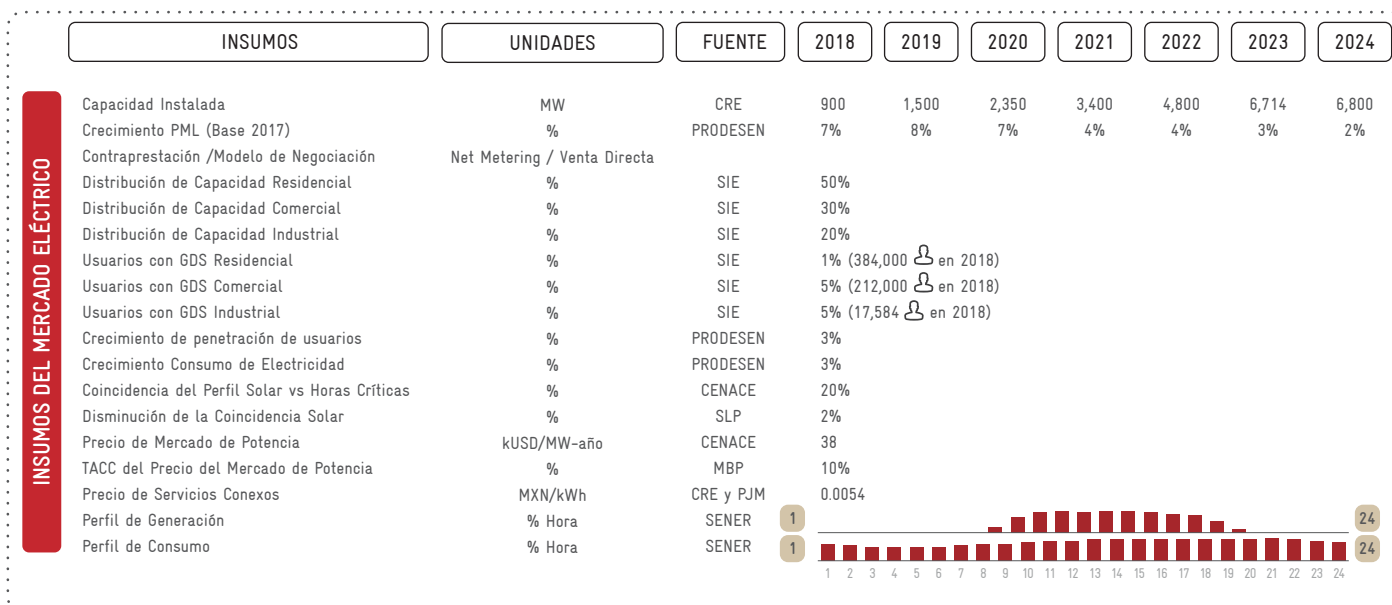 INSUMOS UNIDADES FUENTE 2018 2019 2020 2021 2022 2023 2024
INSUMOS DEL MERCADO ELÉCTRICO
Capacidad Instalada MW CRE 900 1,500 2,350 3,400 4,800 6,714 6,800
Crecimiento PML (Base 2017) % PRODESEN 7% 8% 7% 4% 4% 3% 2%
Contraprestación /Modelo de Negociación Net Metering / Venta Directa
Distribución de Capacidad Residencial % SIE 50%
Distribución de Capacidad Comercial % SIE 30%
Distribución de Capacidad Industrial % SIE 20%
Usuarios con GDS Residencial % SIE 1% (384,000 en 2018)
Usuarios con GDS Comercial % SIE 5% (212,000 en 2018)
Usuarios con GDS Industrial % SIE 5% (17,584 en 2018)
Crecimiento de penetración de usuarios % PRODESEN 3%
Crecimiento Consumo de Electricidad % PRODESEN 3%
Coincidencia del Perfil Solar vs Horas Críticas % CENACE 20%
Disminución de la Coincidencia Solar % SLP 2%
Precio de Mercado de Potencia kUSD/MW-año CENACE 38
TACC del Precio del Mercado de Potencia % MBP 10%
Precio de Servicios Conexos MXN/kWh CRE y PJM 0.0054
Perfil de Generación % Hora SENER 1 24
Perfil de Consumo % Hora SENER 1 24
1 2 3 4 5 6 7 8 9 10 11 12 13 14 15 16 17 18 19 20 21 22 23 24